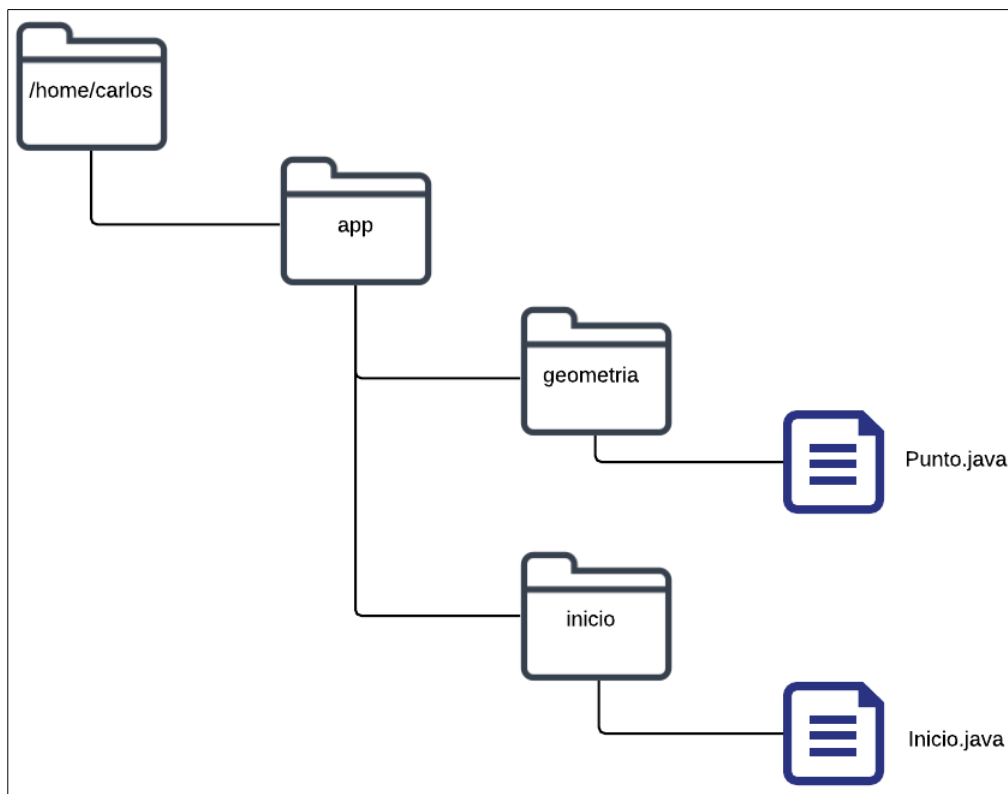 /home/carlos
app
geometria
Punto.java
inicio
Inicio.java